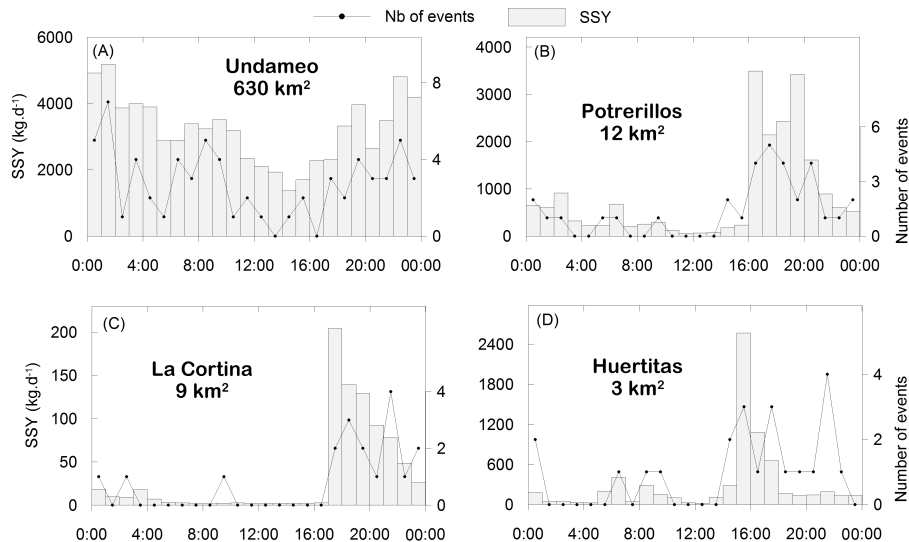 Nb of events SSY
(A)
Undameo
630 km²
SSY (kg.d⁻¹)
6000
4000
2000
0
8
4
0
0:00 4:00 8:00 12:00 16:00 20:00 00:00
(B)
Potrerillos
12 km²
4000
3000
2000
1000
0
6
3
0
Number of events
0:00 4:00 8:00 12:00 16:00 20:00 00:00
(C)
La Cortina
9 km²
SSY (kg.d⁻¹)
200
150
100
50
0
4
2
0
0:00 4:00 8:00 12:00 16:00 20:00 00:00
(D)
Huertitas
3 km²
2400
1800
1200
600
0
4
2
0
Number of events
0:00 4:00 8:00 12:00 16:00 20:00 00:00